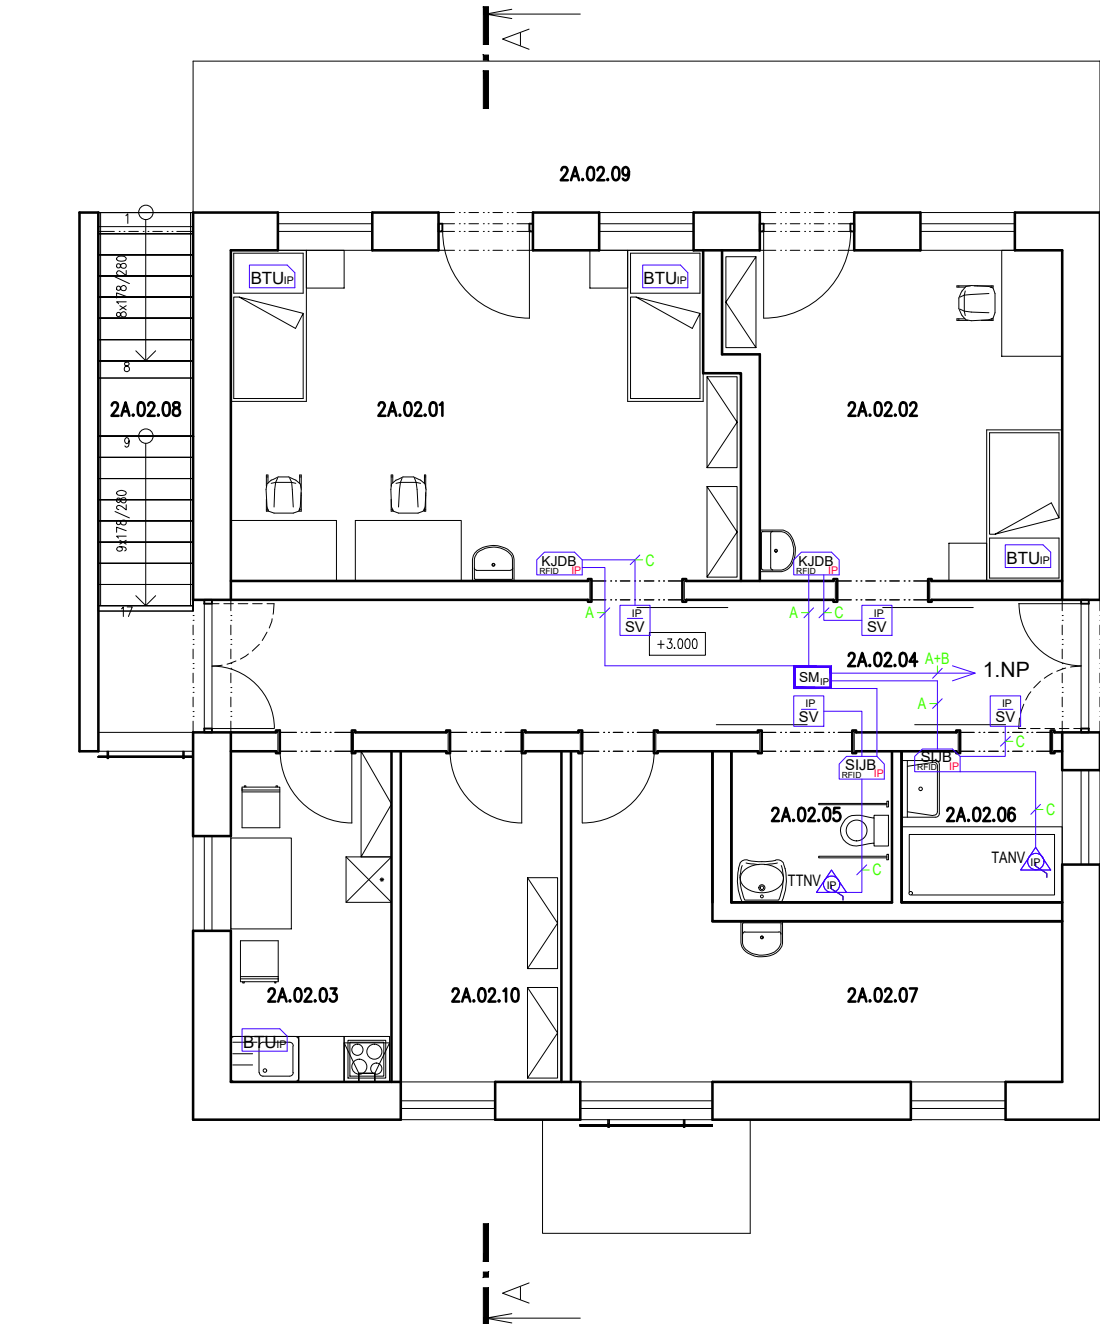 A
2A.02.09
1
8x178/280
8
2A.02.08
9
9x178/280
17
BTUIP
BTUIP
2A.02.01
2A.02.02
BTUIP
KJDB
RFID IP
C
KJDB
RFID IP
A
IP
SV
A
C
IP
SV
+3.000
2A.02.04
A+B
1.NP
SMIP
A
IP
SV
IP
SV
C
SIJB
RFID IP
SIJB
RFID IP
2A.02.05
2A.02.06
C
TANV
IP
TTNV
IP
C
2A.02.03
2A.02.10
2A.02.07
BTUIP
A